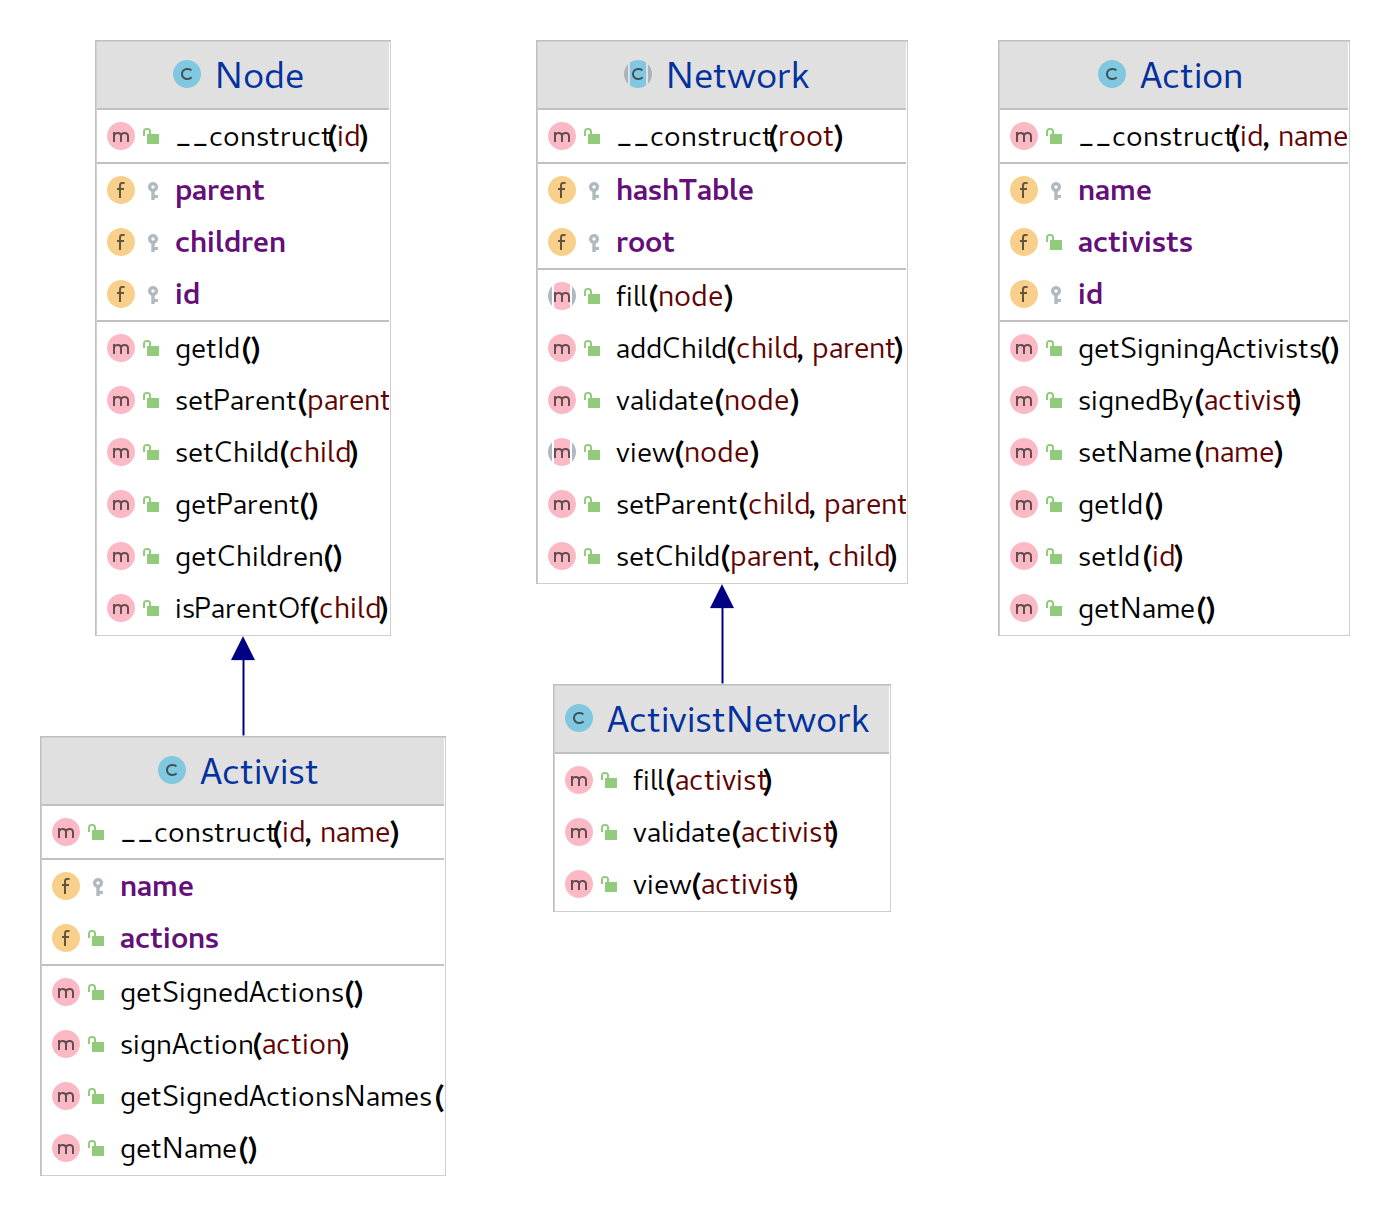 Node
__construct(id)
parent
children
id
getId()
setParent(parent
setChild(child)
getParent()
getChildren()
isParentOf(child)
Network
__construct(root)
hashTable
root
fill(node)
addChild(child, parent)
validate(node)
view(node)
setParent(child, parent
setChild(parent, child)
Action
__construct(id, name
name
activists
id
getSigningActivists()
signedBy(activist)
setName(name)
getId()
setId(id)
getName()
Activist
__construct(id, name)
name
actions
getSignedActions()
signAction(action)
getSignedActionsNames(
getName()
ActivistNetwork
fill(activist)
validate(activist)
view(activist)